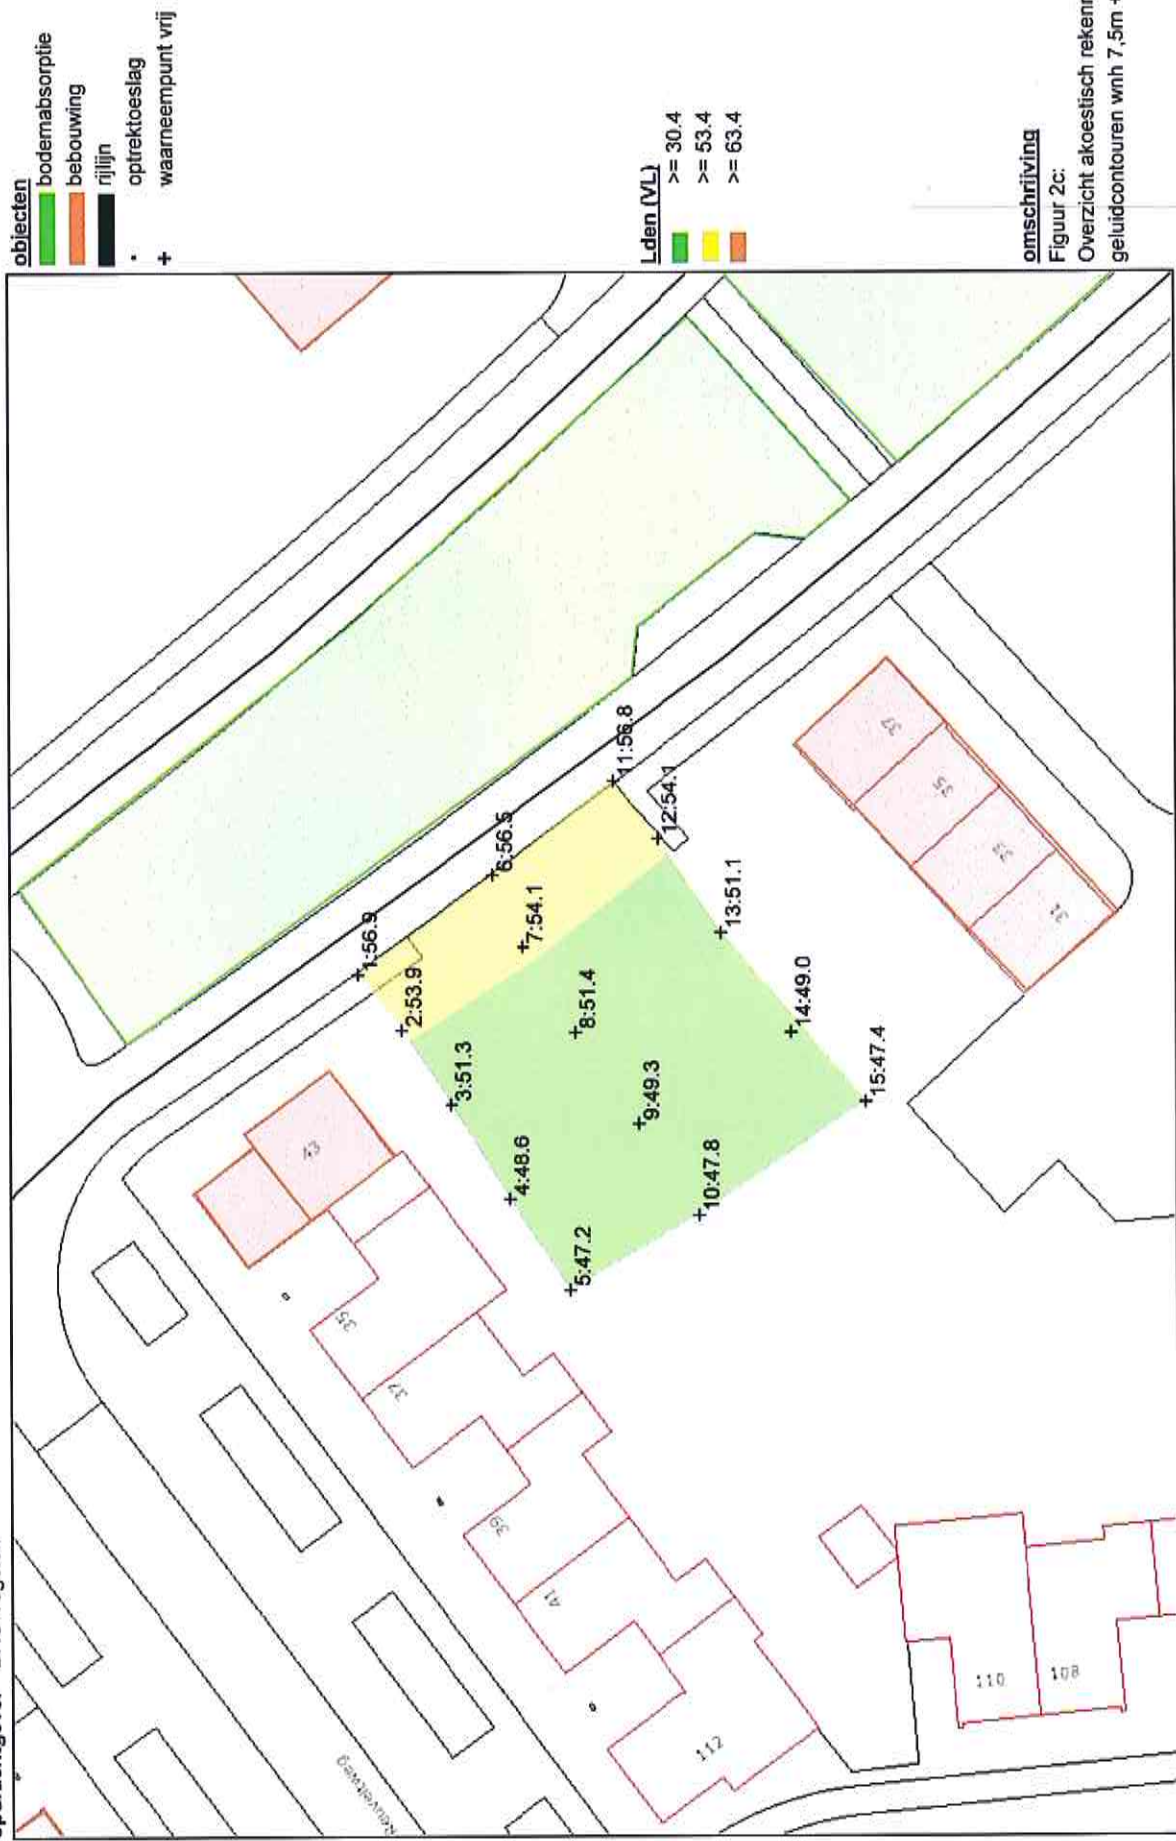 objecten
bodemabsorptie
bebouwing
rijlijn
optrektoeslag
waarneempunt vrij
Lden (VL)
>= 30.4
>= 53.4
>= 63.4
omschrijving
Figuur 2c:
Overzicht akoestisch
geluidcontouren wnh 7,5m +
1:56.9
2:53.9
3:51.3
4:48.6
5:47.2
6:56.5
7:54.1
8:51.4
9:49.3
10:47.8
11:56.8
12:54.1
13:51.1
14:49.0
15:47.4
43
35
37
39
41
112
110
108
37
35
33
31
Reuveltweg